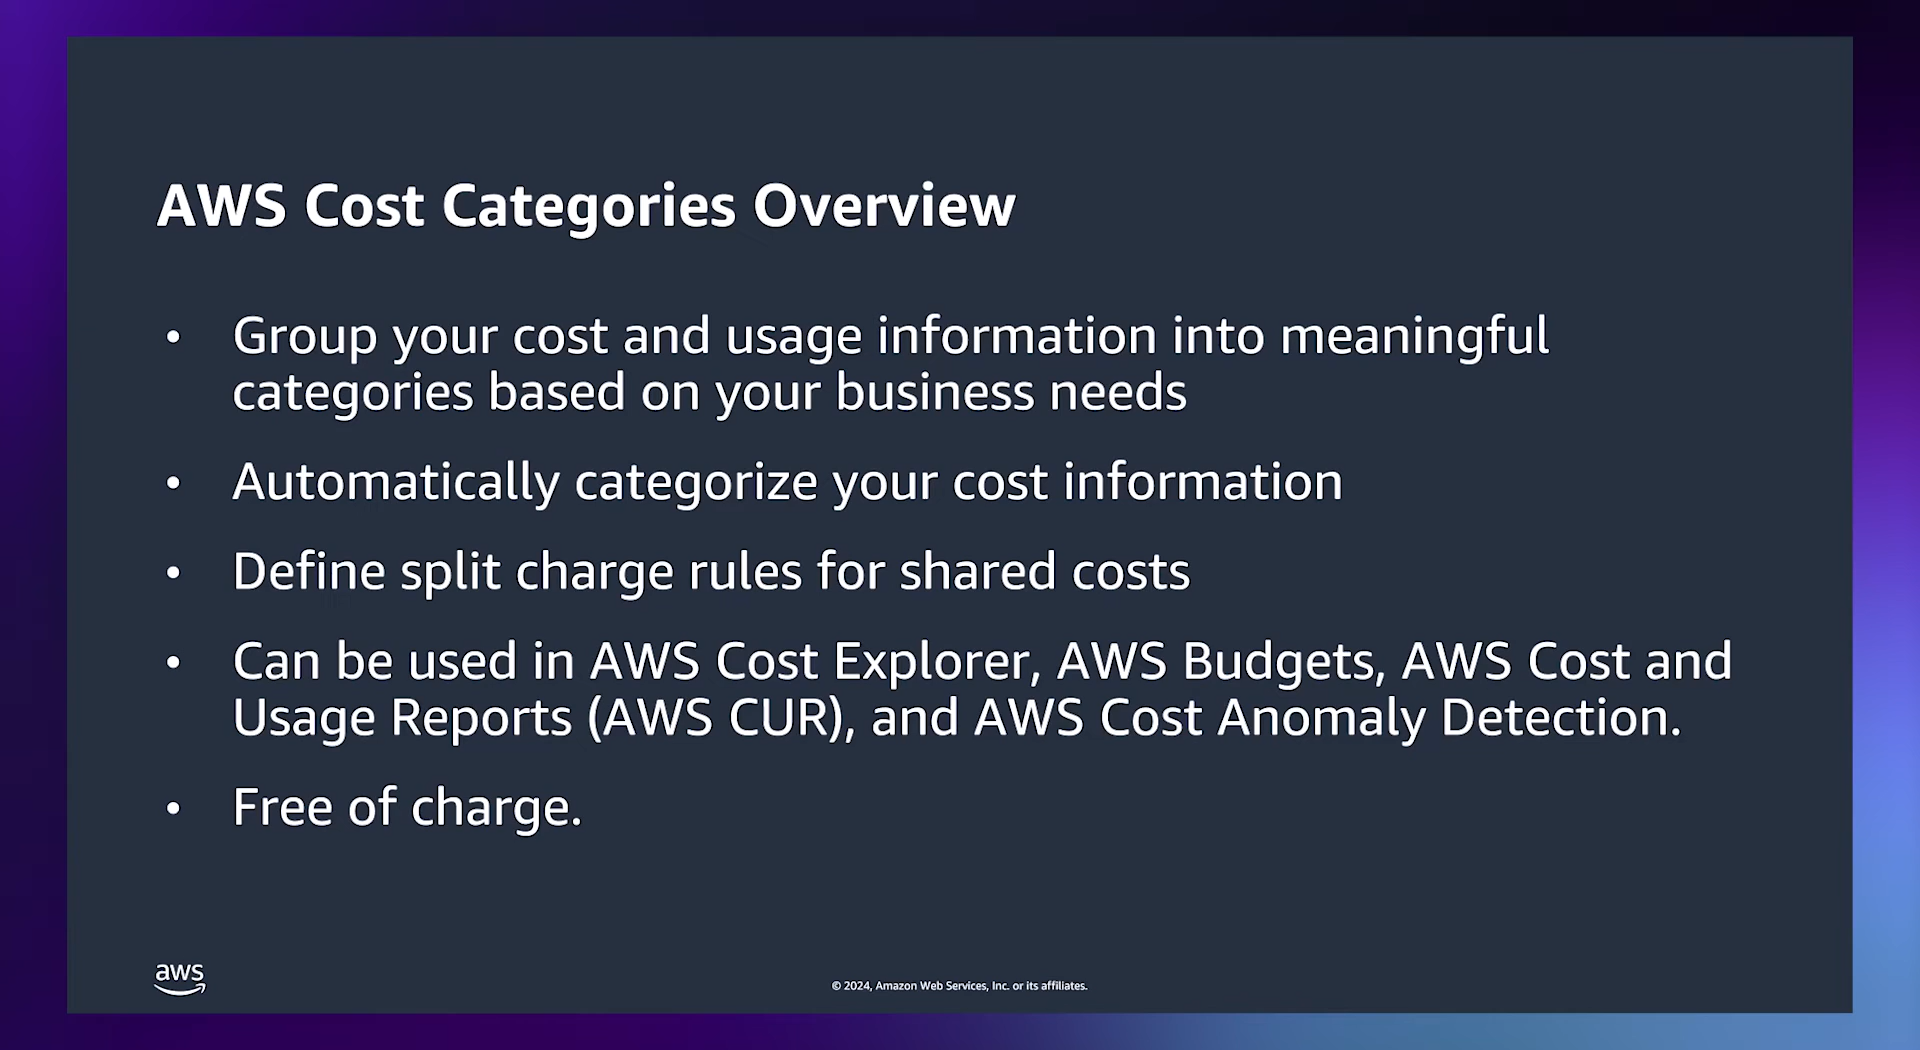 AWS Cost Categories Overview
• Group your cost and usage information into meaningful
categories based on your business needs
• Automatically categorize your cost information
• Define split charge rules for shared costs
• Can be used in AWS Cost Explorer, AWS Budgets, AWS Cost and
Usage Reports (AWS CUR), and AWS Cost Anomaly Detection.
• Free of charge.
aws
© 2024, Amazon Web Services, Inc. or its affiliates.